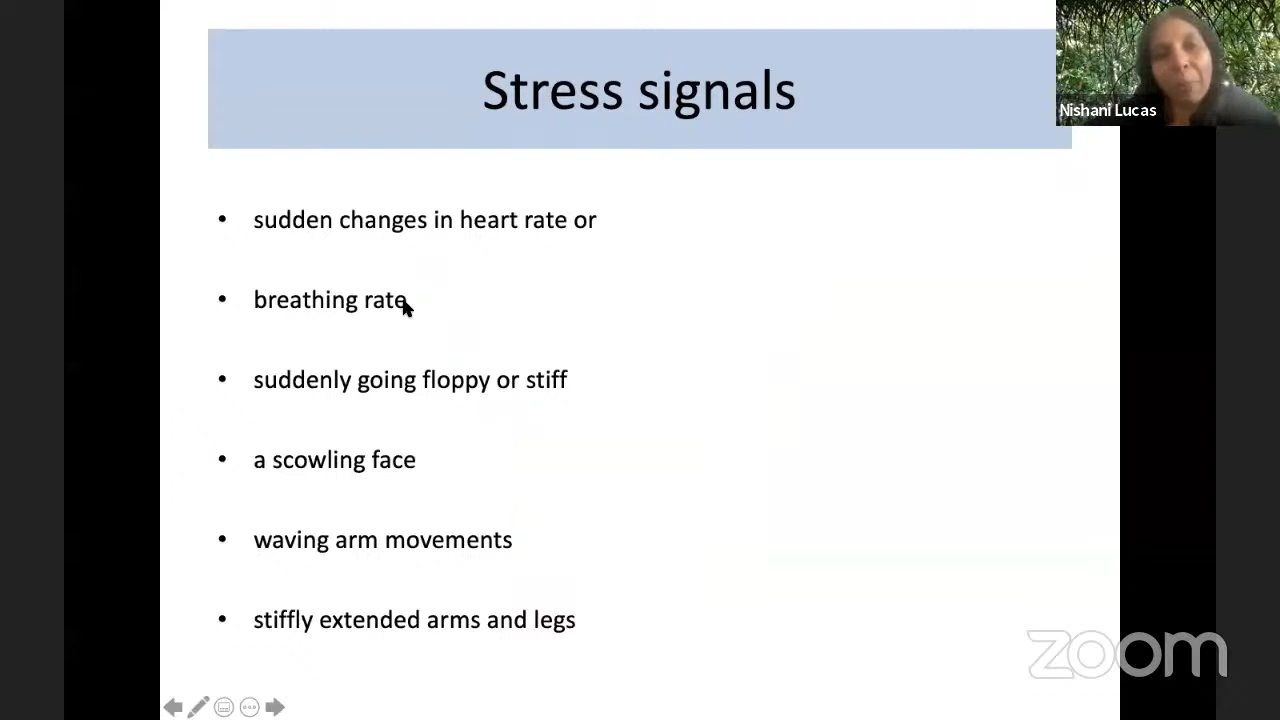 Stress signals
Nishani Lucas
• sudden changes in heart rate or
• breathing rate
• suddenly going floppy or stiff
• a scowling face
• waving arm movements
• stiffly extended arms and legs
zoom